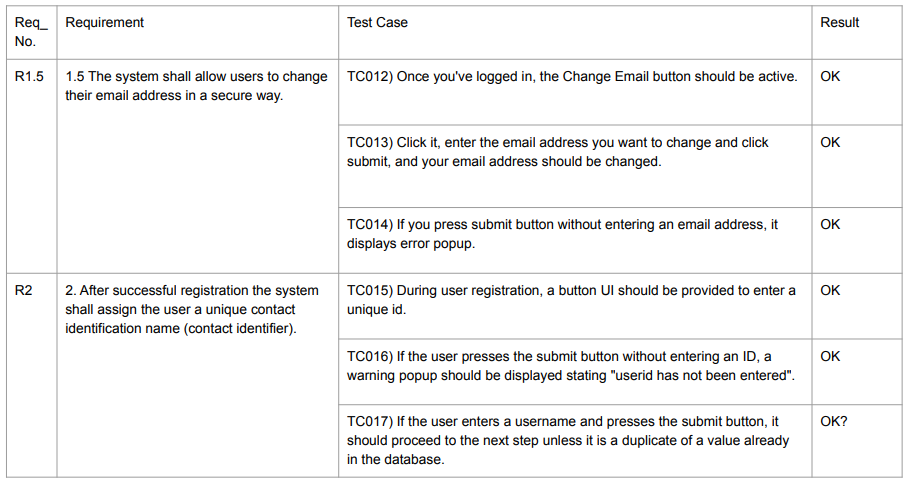 Req_ Requirement Test Case Result
No.
R1.5 1.5 The system shall allow users to change TC012) Once you've logged in, the Change Email button should be active. OK
their email address in a secure way.
TC013) Click it, enter the email address you want to change and click OK
submit, and your email address should be changed.
TC014) If you press submit button without entering an email address, it OK
displays error popup.
R2 2. After successful registration the system TC015) During user registration, a button UI should be provided to enter a OK
shall assign the user a unique contact unique id.
identification name (contact identifier).
TC016) If the user presses the submit button without entering an ID, a OK
warning popup should be displayed stating "userid has not been entered".
TC017) If the user enters a username and presses the submit button, it OK?
should proceed to the next step unless it is a duplicate of a value already
in the database.